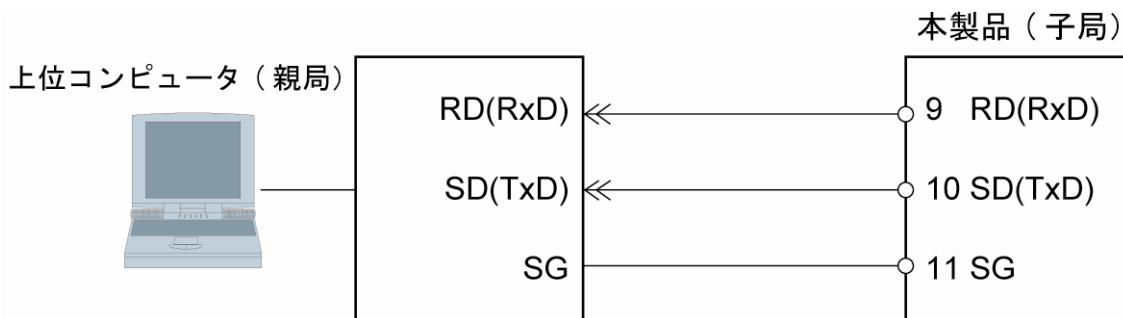 本製品（子局）
上位コンピュータ（親局）
RD(RxD) 9 RD(RxD)
SD(TxD) 10 SD(TxD)
SG 11 SG